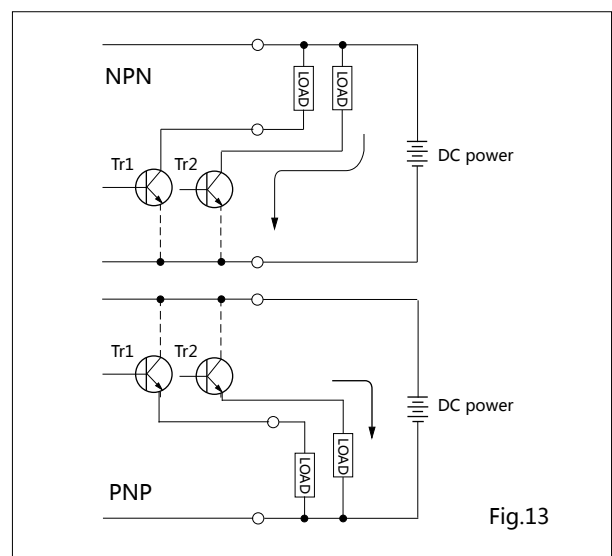 NPN
LOAD
LOAD
Tr1
Tr2
DC power
Tr1
Tr2
DC power
LOAD
LOAD
PNP
Fig.13